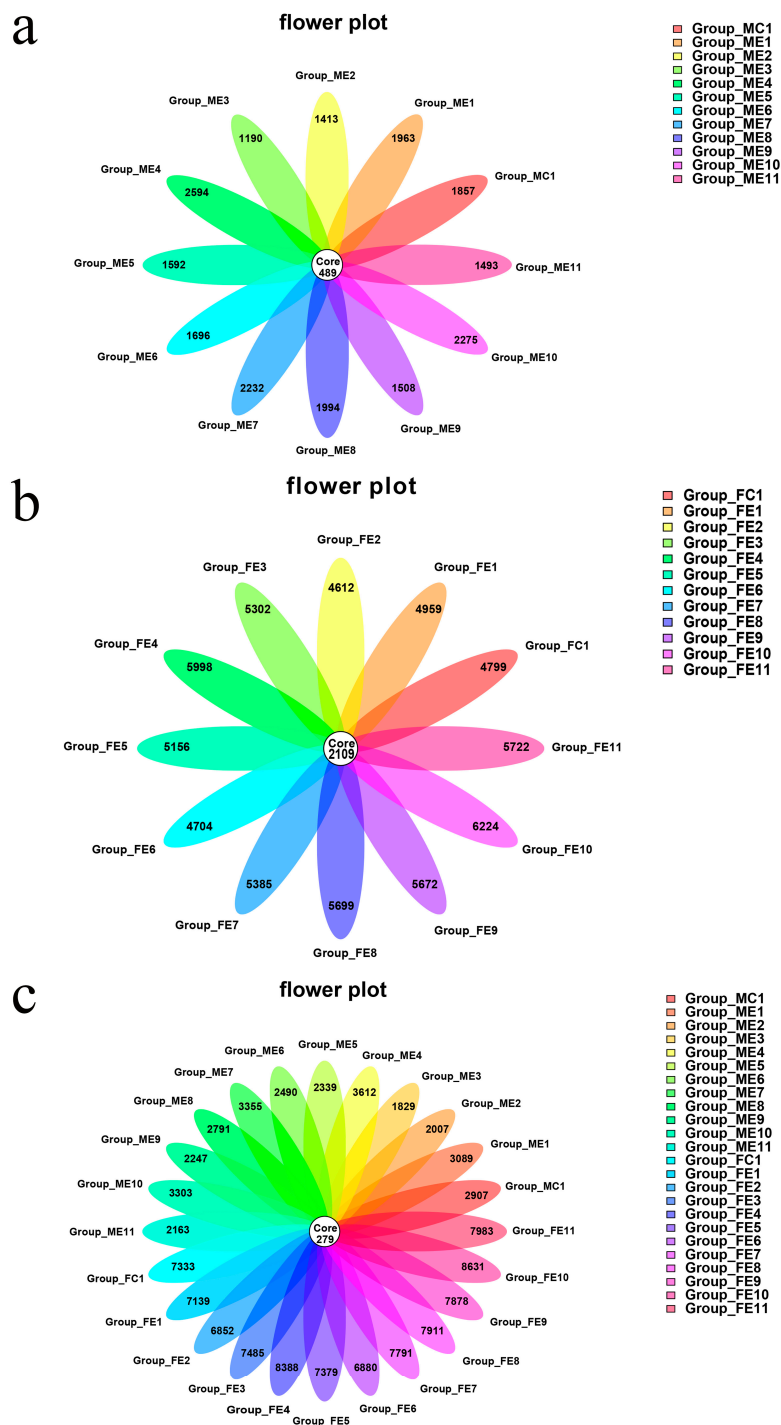 a
flower plot
Group_ME2
Group_ME3
Group_ME1
1413
1190
1963
Group_ME4
Group_MC1
2594
1857
Group_ME5
1592
Core
489
1493
Group_ME11
1696
2275
Group_ME6
Group_ME10
2232
1994
1508
Group_ME7
Group_ME9
Group_ME8
Group_MC1
Group_ME1
Group_ME2
Group_ME3
Group_ME4
Group_ME5
Group_ME6
Group_ME7
Group_ME8
Group_ME9
Group_ME10
Group_ME11
b
flower plot
Group_FE2
Group_FE3
Group_FE1
4612
5302
4959
Group_FE4
Group_FC1
5998
4799
Group_FE5
5156
Core
2109
5722
Group_FE11
4704
6224
Group_FE6
Group_FE10
5385
5699
5672
Group_FE7
Group_FE9
Group_FE8
Group_FC1
Group_FE1
Group_FE2
Group_FE3
Group_FE4
Group_FE5
Group_FE6
Group_FE7
Group_FE8
Group_FE9
Group_FE10
Group_FE11
c
flower plot
Group_ME5
Group_ME6
Group_ME4
Group_ME7
Group_ME3
2339
2490
3612
3355
1829
Group_ME8
Group_ME2
2791
2007
Group_ME9
Group_ME1
2247
3089
Group_ME10
Group_MC1
3303
2907
Group_ME11
2163
Core
279
7983
Group_FE11
7333
8631
Group_FC1
Group_FE10
7139
7878
Group_FE1
Group_FE9
6852
7911
Group_FE2
Group_FE8
7485
8388
7379
6880
7791
Group_FE3
Group_FE7
Group_FE4
Group_FE6
Group_FE5
Group_MC1
Group_ME1
Group_ME2
Group_ME3
Group_ME4
Group_ME5
Group_ME6
Group_ME7
Group_ME8
Group_ME9
Group_ME10
Group_ME11
Group_FC1
Group_FE1
Group_FE2
Group_FE3
Group_FE4
Group_FE5
Group_FE6
Group_FE7
Group_FE8
Group_FE9
Group_FE10
Group_FE11